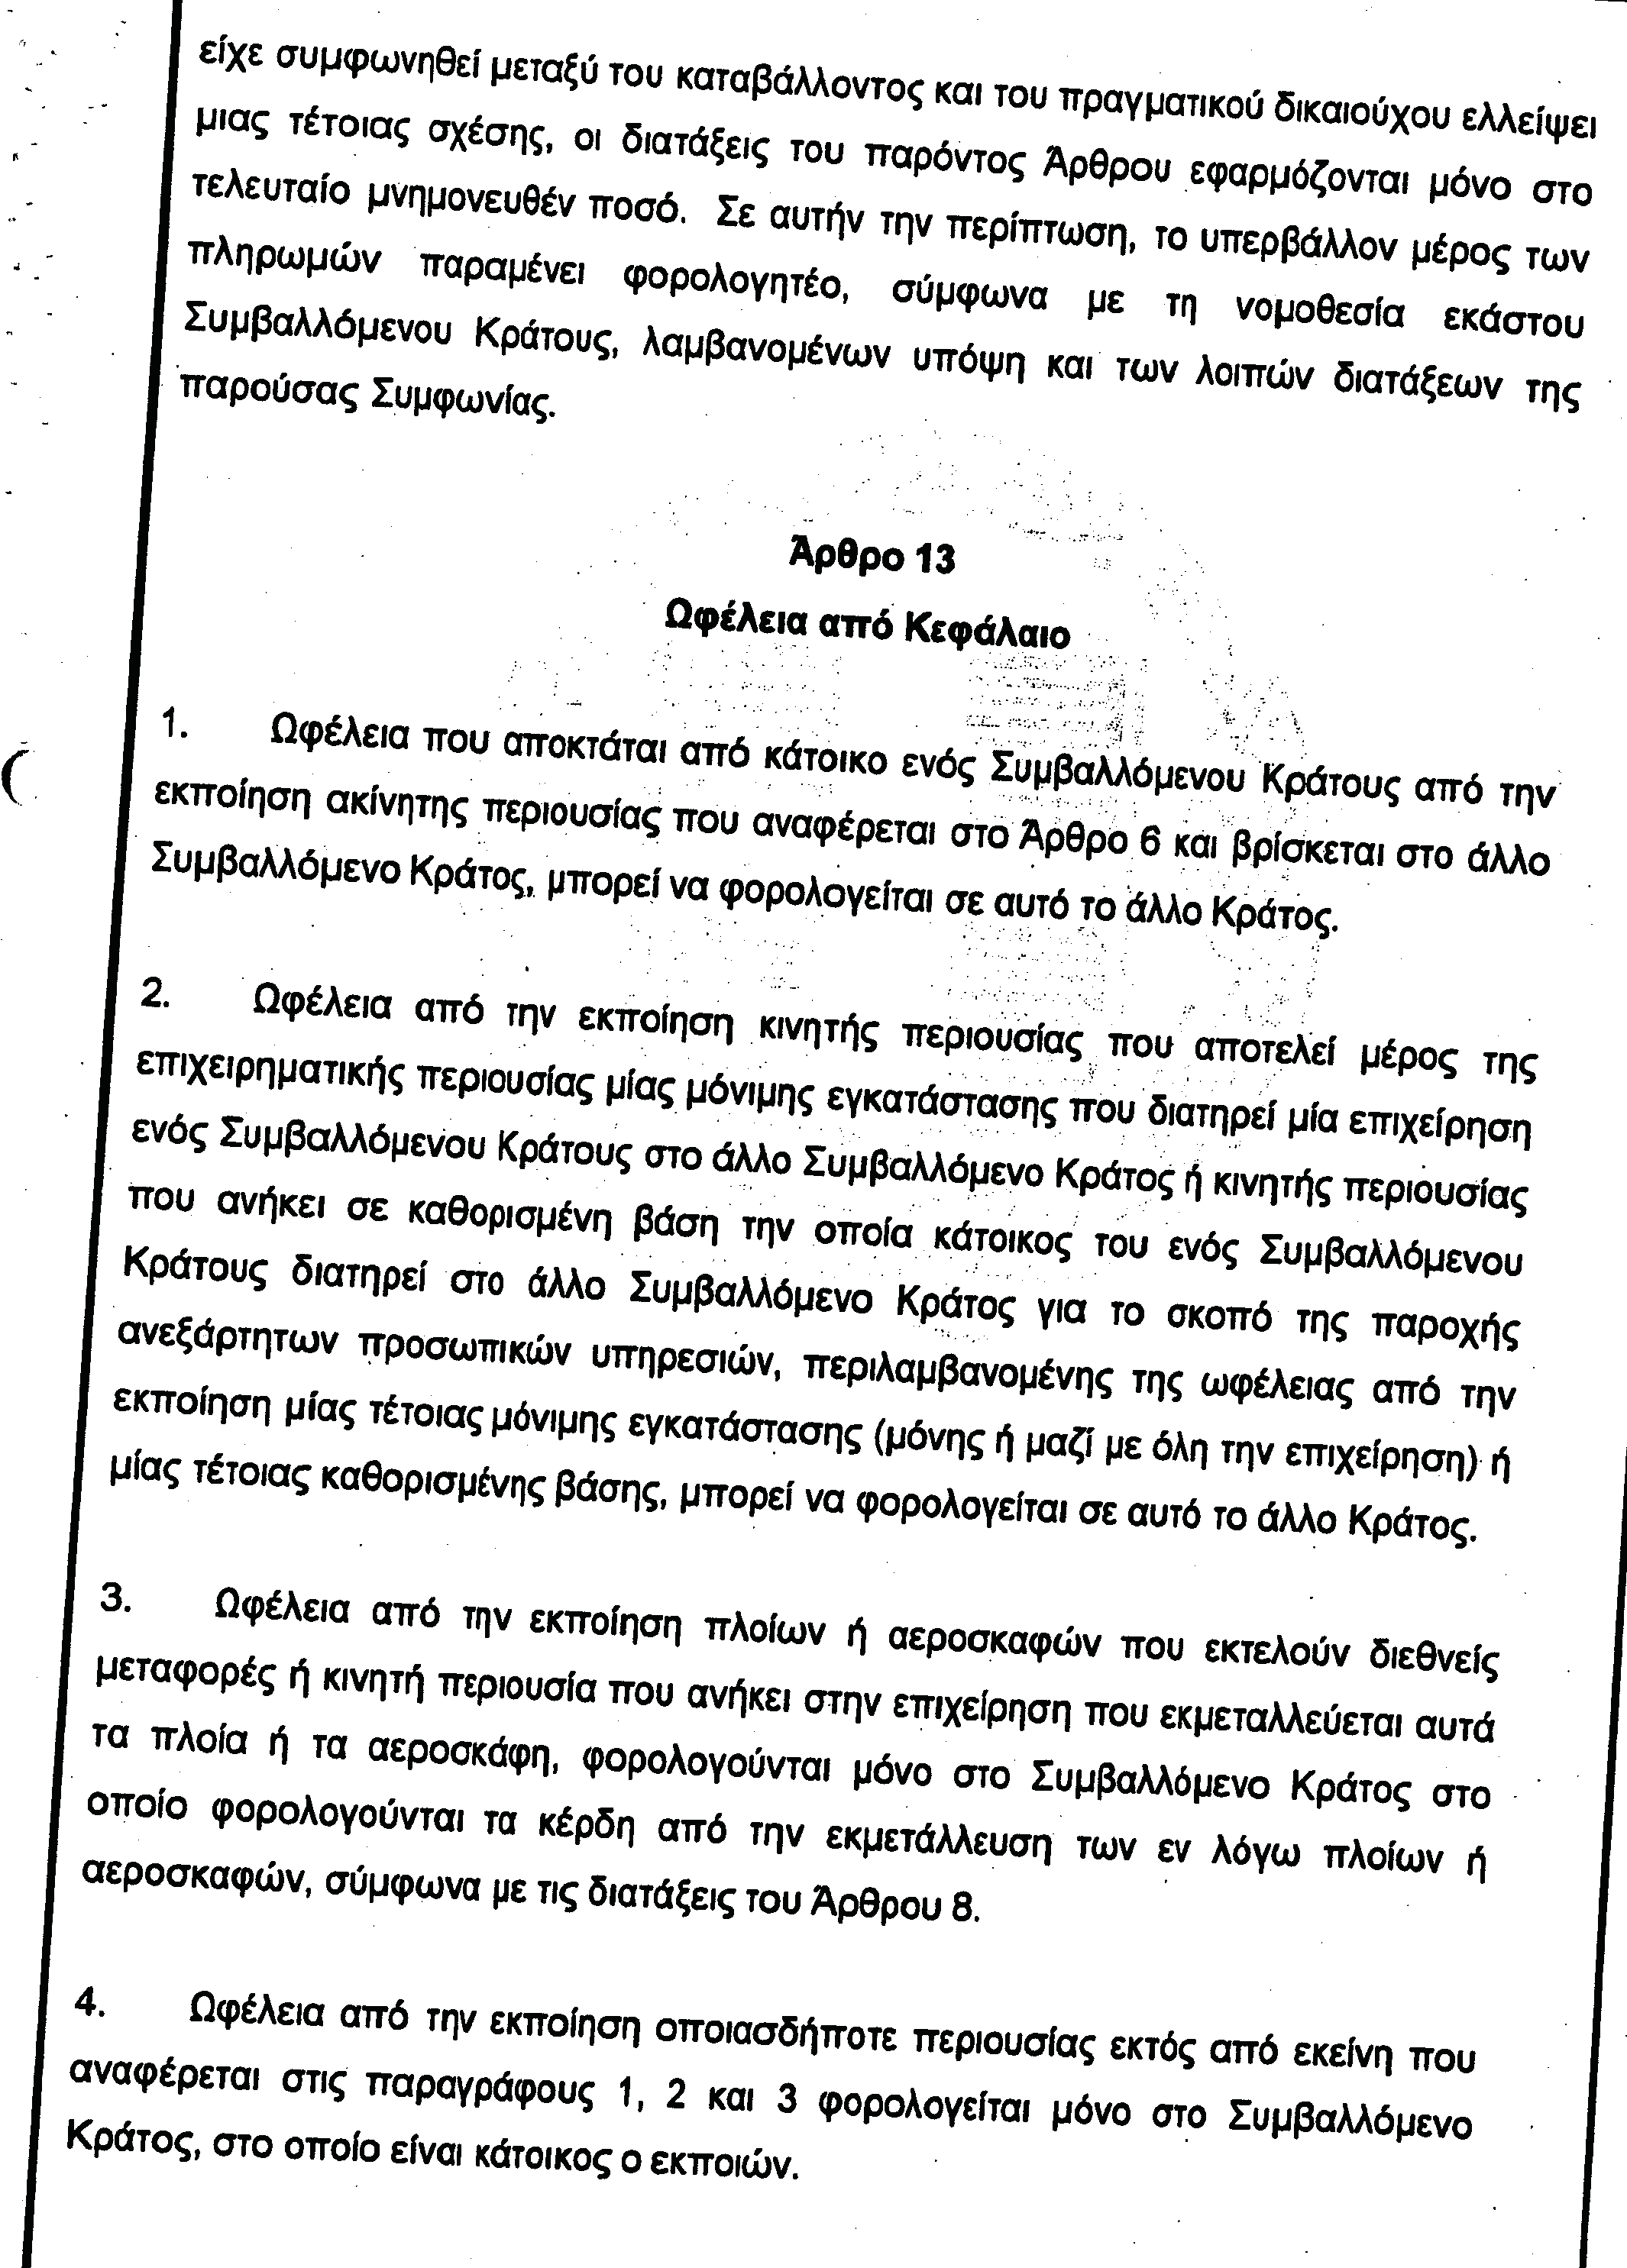 είχε συμφωνηθεί μεταξύ του καταβάλλοντος και του πραγματικού δικαιούχου ελλείψει
μιας τέτοιας σχέσης, οι διατάξεις του παρόντος Άρθρου εφαρμόζονται μόνο στο
τελευταίο μνημονευθέν ποσό. Σε αυτήν την περίπτωση, το υπερβάλλον μέρος των
πληρωμών παραμένει φορολογητέο, σύμφωνα με τη νομοθεσία εκάστου
Συμβαλλόμενου Κράτους, λαμβανομένων υπόψη και των λοιπών διατάξεων της
παρούσας Συμφωνίας.
Άρθρο 13
Ωφέλεια από Κεφάλαιο
1. Ωφέλεια που αποκτάται από κάτοικο ενός Συμβαλλόμενου Κράτους από την
εκποίηση ακίνητης περιουσίας που αναφέρεται στο Άρθρο 6 και βρίσκεται στο άλλο
Συμβαλλόμενο Κράτος, μπορεί να φορολογείται σε αυτό το άλλο Κράτος.
2. Ωφέλεια από την εκποίηση κινητής περιουσίας που αποτελεί μέρος της
επιχειρηματικής περιουσίας μίας μόνιμης εγκατάστασης που διατηρεί μία επιχείρηση
ενός Συμβαλλόμενου Κράτους στο άλλο Συμβαλλόμενο Κράτος ή κινητής περιουσίας
που ανήκει σε καθορισμένη βάση την οποία κάτοικος του ενός Συμβαλλόμενου
Κράτους διατηρεί στο άλλο Συμβαλλόμενο Κράτος για το σκοπό της παροχής
ανεξάρτητων προσωπικών υπηρεσιών, περιλαμβανομένης της ωφέλειας από την
εκποίηση μίας τέτοιας μόνιμης εγκατάστασης (μόνης ή μαζί με όλη την επιχείρηση) ή
μίας τέτοιας καθορισμένης βάσης, μπορεί να φορολογείται σε αυτό το άλλο Κράτος.
3. Ωφέλεια από την εκποίηση πλοίων ή αεροσκαφών που εκτελούν διεθνείς
μεταφορές ή κινητή περιουσία που ανήκει στην επιχείρηση που εκμεταλλεύεται αυτά
τα πλοία ή τα αεροσκάφη, φορολογούνται μόνο στο Συμβαλλόμενο Κράτος στο
οποίο φορολογούνται τα κέρδη από την εκμετάλλευση των εν λόγω πλοίων ή
αεροσκαφών, σύμφωνα με τις διατάξεις του Άρθρου 8.
4. Ωφέλεια από την εκποίηση οποιασδήποτε περιουσίας εκτός από εκείνη που
αναφέρεται στις παραγράφους 1, 2 και 3 φορολογείται μόνο στο Συμβαλλόμενο
Κράτος, στο οποίο είναι κάτοικος ο εκποιών.